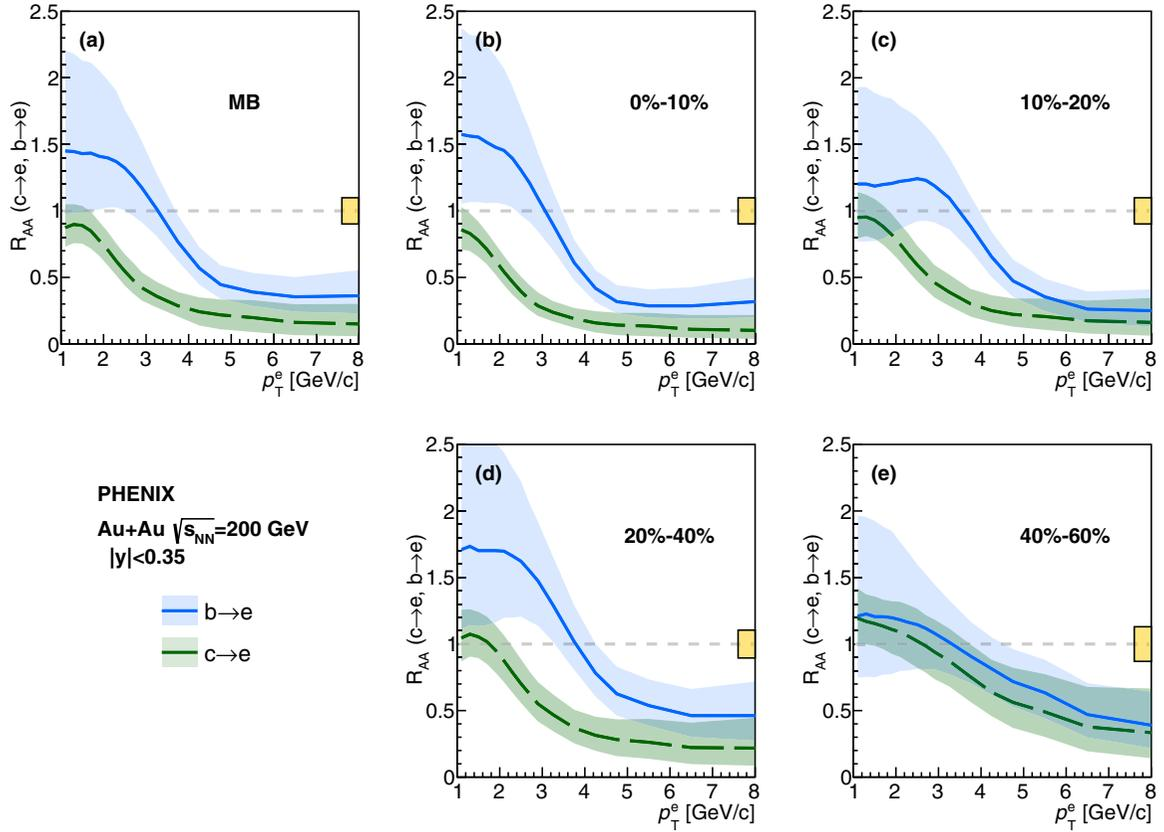 (a)
MB
R_AA (c→e, b→e)
2.5
2
1.5
1
0.5
0
1 2 3 4 5 6 7 8
p_T^e [GeV/c]
(b)
0%-10%
R_AA (c→e, b→e)
2.5
2
1.5
1
0.5
0
1 2 3 4 5 6 7 8
p_T^e [GeV/c]
(c)
10%-20%
R_AA (c→e, b→e)
2.5
2
1.5
1
0.5
0
1 2 3 4 5 6 7 8
p_T^e [GeV/c]
PHENIX
Au+Au √s_NN=200 GeV
|y|<0.35
b→e
c→e
(d)
20%-40%
R_AA (c→e, b→e)
2.5
2
1.5
1
0.5
0
1 2 3 4 5 6 7 8
p_T^e [GeV/c]
(e)
40%-60%
R_AA (c→e, b→e)
2.5
2
1.5
1
0.5
0
1 2 3 4 5 6 7 8
p_T^e [GeV/c]